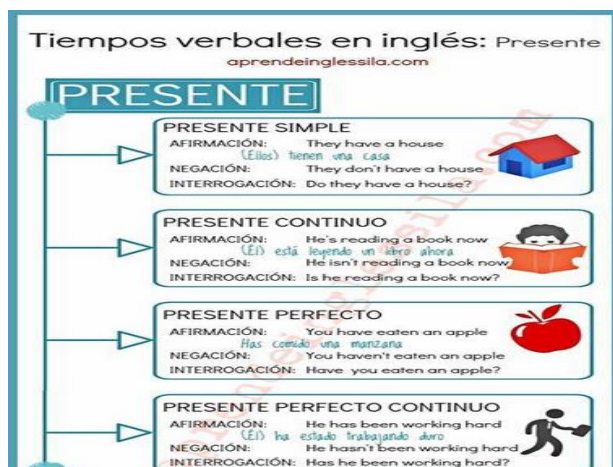 Tiempos verbales en inglés: Presente
aprendeinglessila.com
PRESENTE
PRESENTE SIMPLE
AFIRMACIÓN: They have a house
(Ellos) tienen una casa
NEGACIÓN: They don't have a house
INTERROGACIÓN: Do they have a house?
PRESENTE CONTINUO
AFIRMACIÓN: He's reading a book now
(Él) está leyendo un libro ahora
NEGACIÓN: He isn't reading a book now
INTERROGACIÓN: Is he reading a book now?
PRESENTE PERFECTO
AFIRMACIÓN: You have eaten an apple
Has comido una manzana
NEGACIÓN: You haven't eaten an apple
INTERROGACIÓN: Have you eaten an apple?
PRESENTE PERFECTO CONTINUO
AFIRMACIÓN: He has been working hard
(Él) ha estado trabajando duro
NEGACIÓN: He hasn't been working hard
INTERROGACIÓN: Has he been working hard?
aprendeinglessila.com